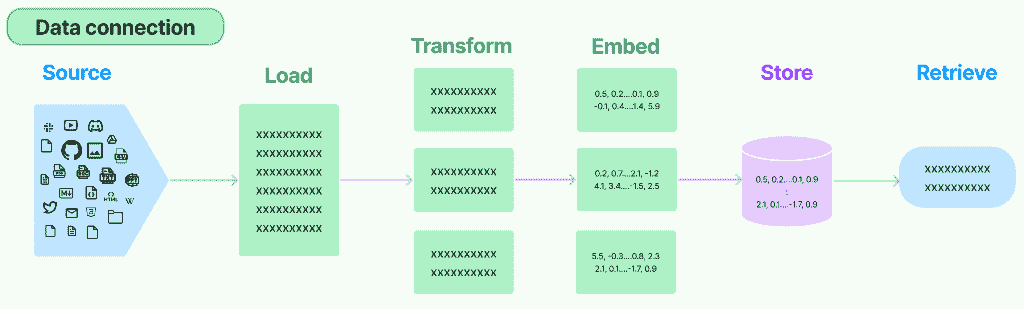 Data connection
Source
Load
Transform
Embed
Store
Retrieve
XXXXXXXXXX
XXXXXXXXXX
XXXXXXXXXX
XXXXXXXXXX
XXXXXXXXXX
XXXXXXXXXX
XXXXXXXXXX
XXXXXXXXXX
XXXXXXXXXX
XXXXXXXXXX
XXXXXXXXXX
XXXXXXXXXX
0.5, 0.2....0.1, 0.9
-0.1, 0.4....1.4, 5.9
0.2, 0.7....2.1, -1.2
4.1, 3.4....-1.5, 2.5
5.5, -0.3....0.8, 2.3
2.1, 0.1....-1.7, 0.9
0.5, 0.2....0.1, 0.9
:
2.1, 0.1....-1.7, 0.9
XXXXXXXXXX
XXXXXXXXXX
M
HTML
W